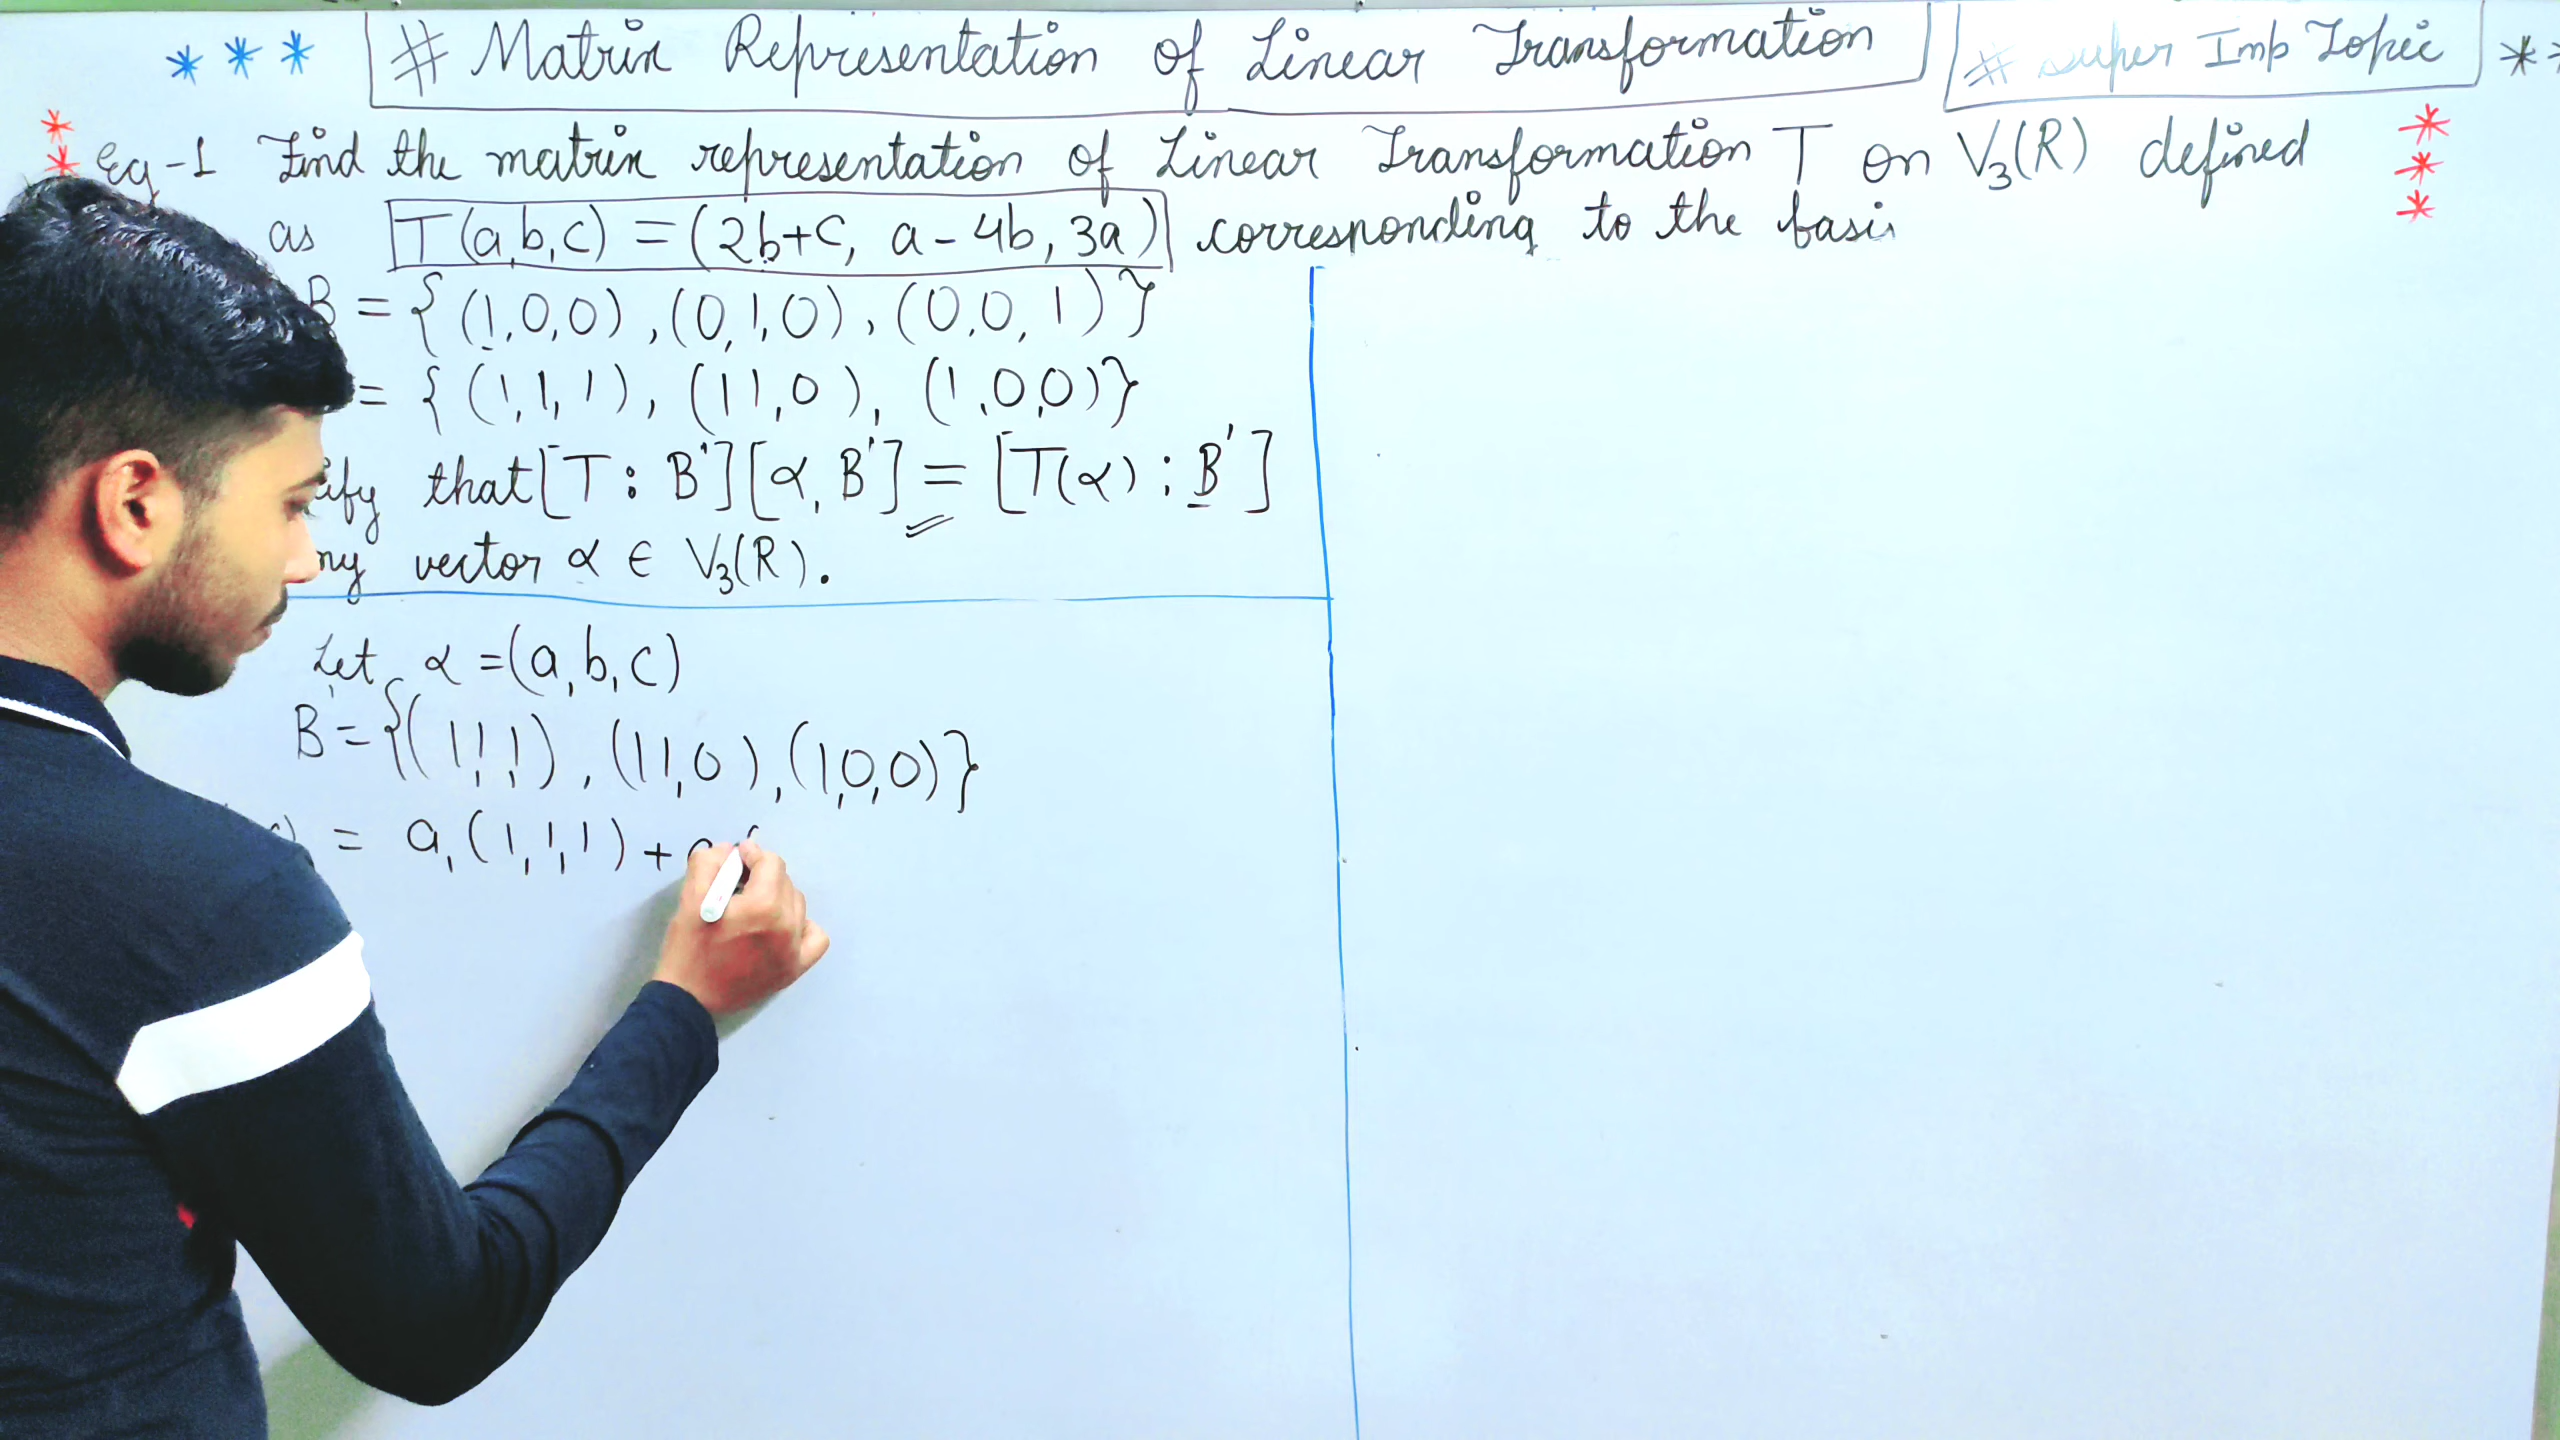 *** # Matrix Representation of Linear Transformation # super Imp Topic **
* Eg-1 Find the matrix representation of Linear Transformation T on V₃(R) defined *
* as T(a,b,c) = (2b+c, a-4b, 3a) corresponding to the basis *
B = {(1,0,0), (0,1,0), (0,0,1)} *
= {(1,1,1), (1 1,0), (1,0,0)}
that [T : B'][α, B'] = [T(α) ; B']
vector α ∈ V₃(R).
Let, α = (a, b, c)
B' = {(1,1,1), (1 1,0), (1,0,0)}
) = a₁(1,1,1) +